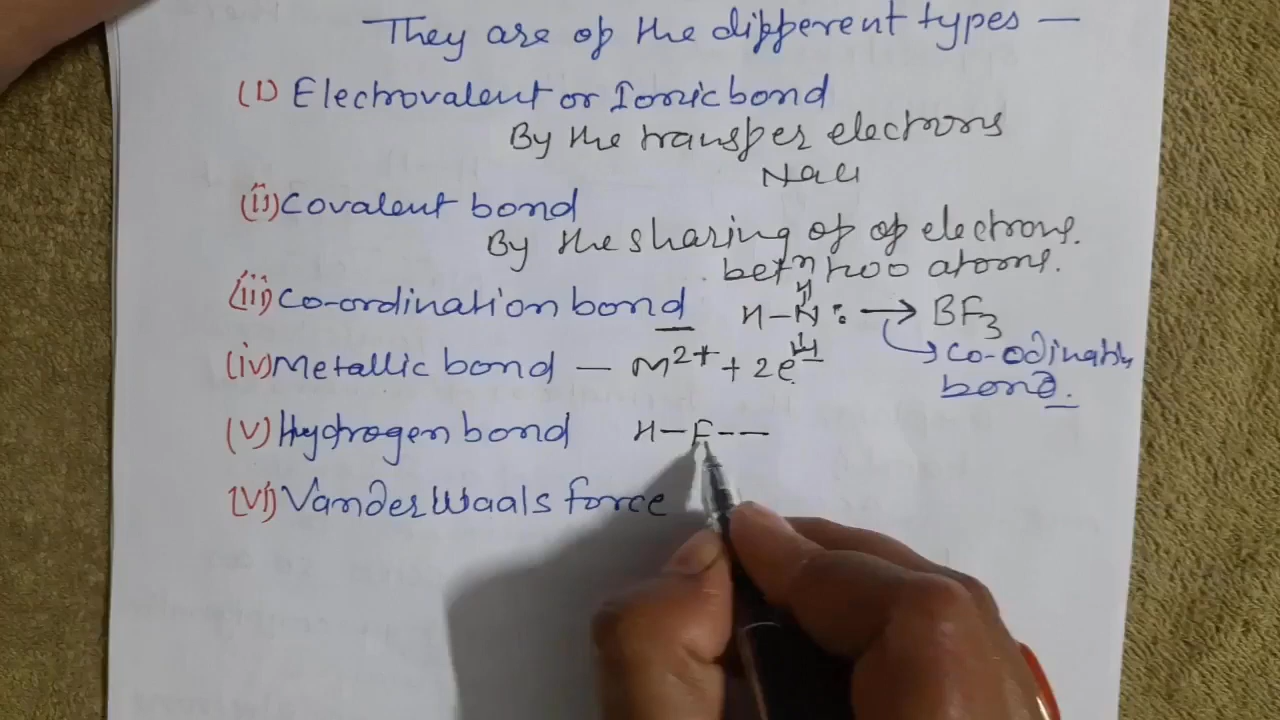 They are of the different types —
(i) Electrovalent or Ionic bond
By the transfer electrons
NaCl
(ii) Covalent bond
By the sharing of of electrons.
betn two atoms.
(iii) Co-ordination bond H-N: → BF3
H
H
(iv) Metallic bond — M2+ + 2e-
Co-odinably
bond.
(v) Hydrogen bond H-F---
(vi) Vander Waals force